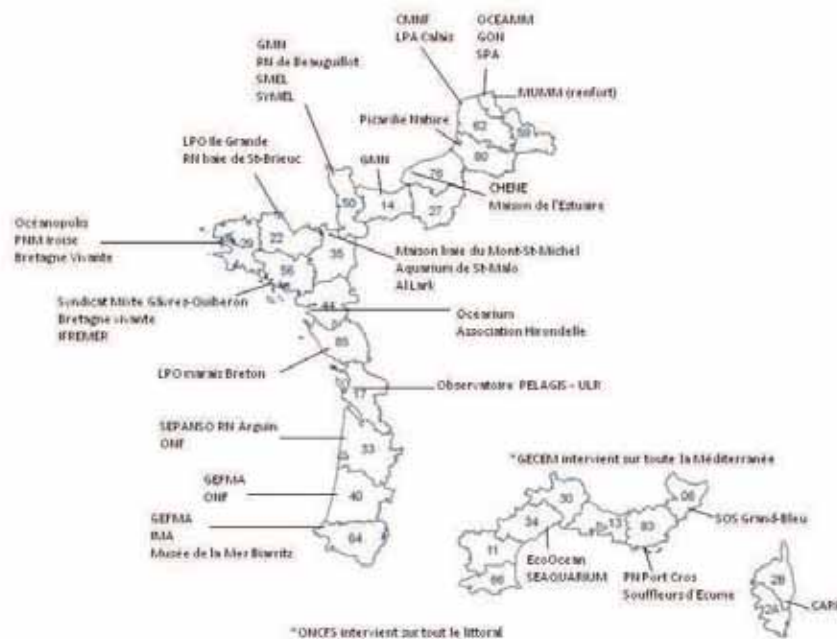 CMNF
LPA Calais
OCEAMM
GON
SPA
GMN
RN de Beauguillot
SMEL
SYMEL
MUMM (renfort)
Picardie Nature
62
59
80
LPO Ile Grande
RN baie de St-Brieuc
GMN
76
CHENE
Maison de l'Estuaire
50
14
27
Océanopolis
PNM Iroise
Bretagne Vivante
29
22
35
Maison baie du Mont-St-Michel
Aquarium de St-Malo
Al Lark
56
Syndicat Mixte Gâvres-Quiberon
Bretagne vivante
IFREMER
44
Océarium
Association Hirondelle
85
LPO marais Breton
17
Observatoire PELAGIS - ULR
SEPANSO RN Arguin
ONF
33
*GECEM intervient sur toute la Méditerranée
GEFMA
ONF
40
30
06
34
13
83
SOS Grand-Bleu
GEFMA
IMA
Musée de la Mer Biarritz
64
11
EcoOcean
SEAQUARIUM
PN Port Cros
Souffleurs d'Ecume
66
2B
2A
CARI
*ONCFS intervient sur tout le littoral